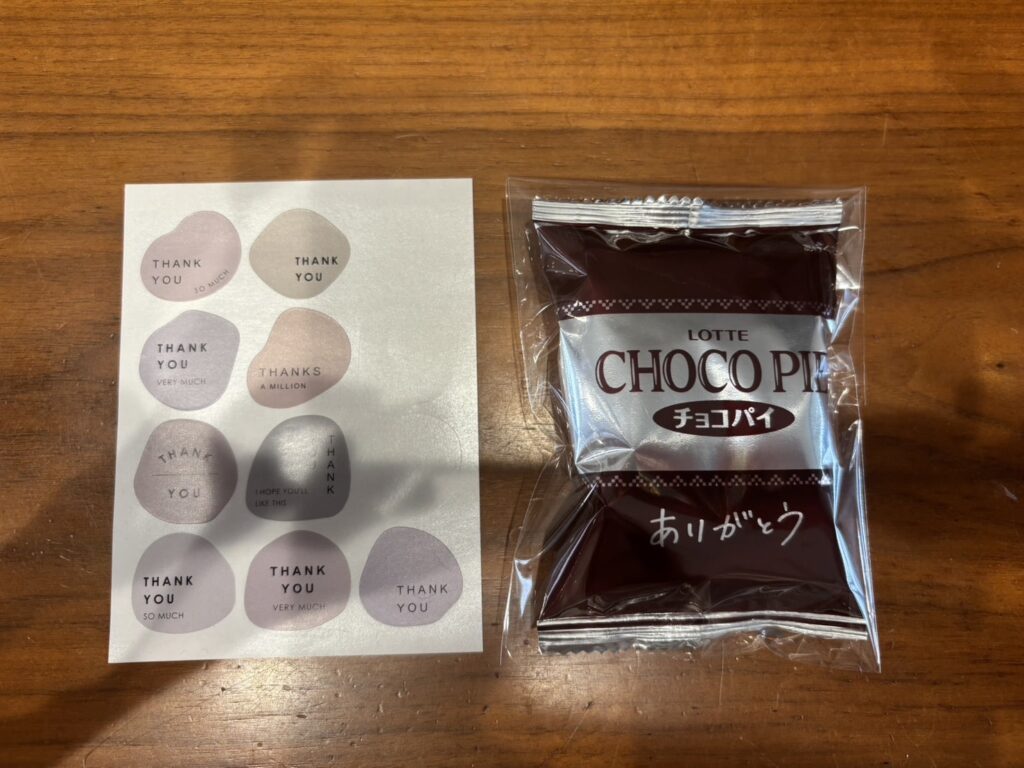 THANK
YOU
SO MUCH
THANK
YOU
THANK
YOU
VERY MUCH
THANKS
A MILLION
THANK
YOU
THANK
I HOPE YOU'LL
LIKE THIS
THANK
YOU
SO MUCH
THANK
YOU
VERY MUCH
THANK
YOU
LOTTE
CHOCO PIE
チョコパイ
ありがとう